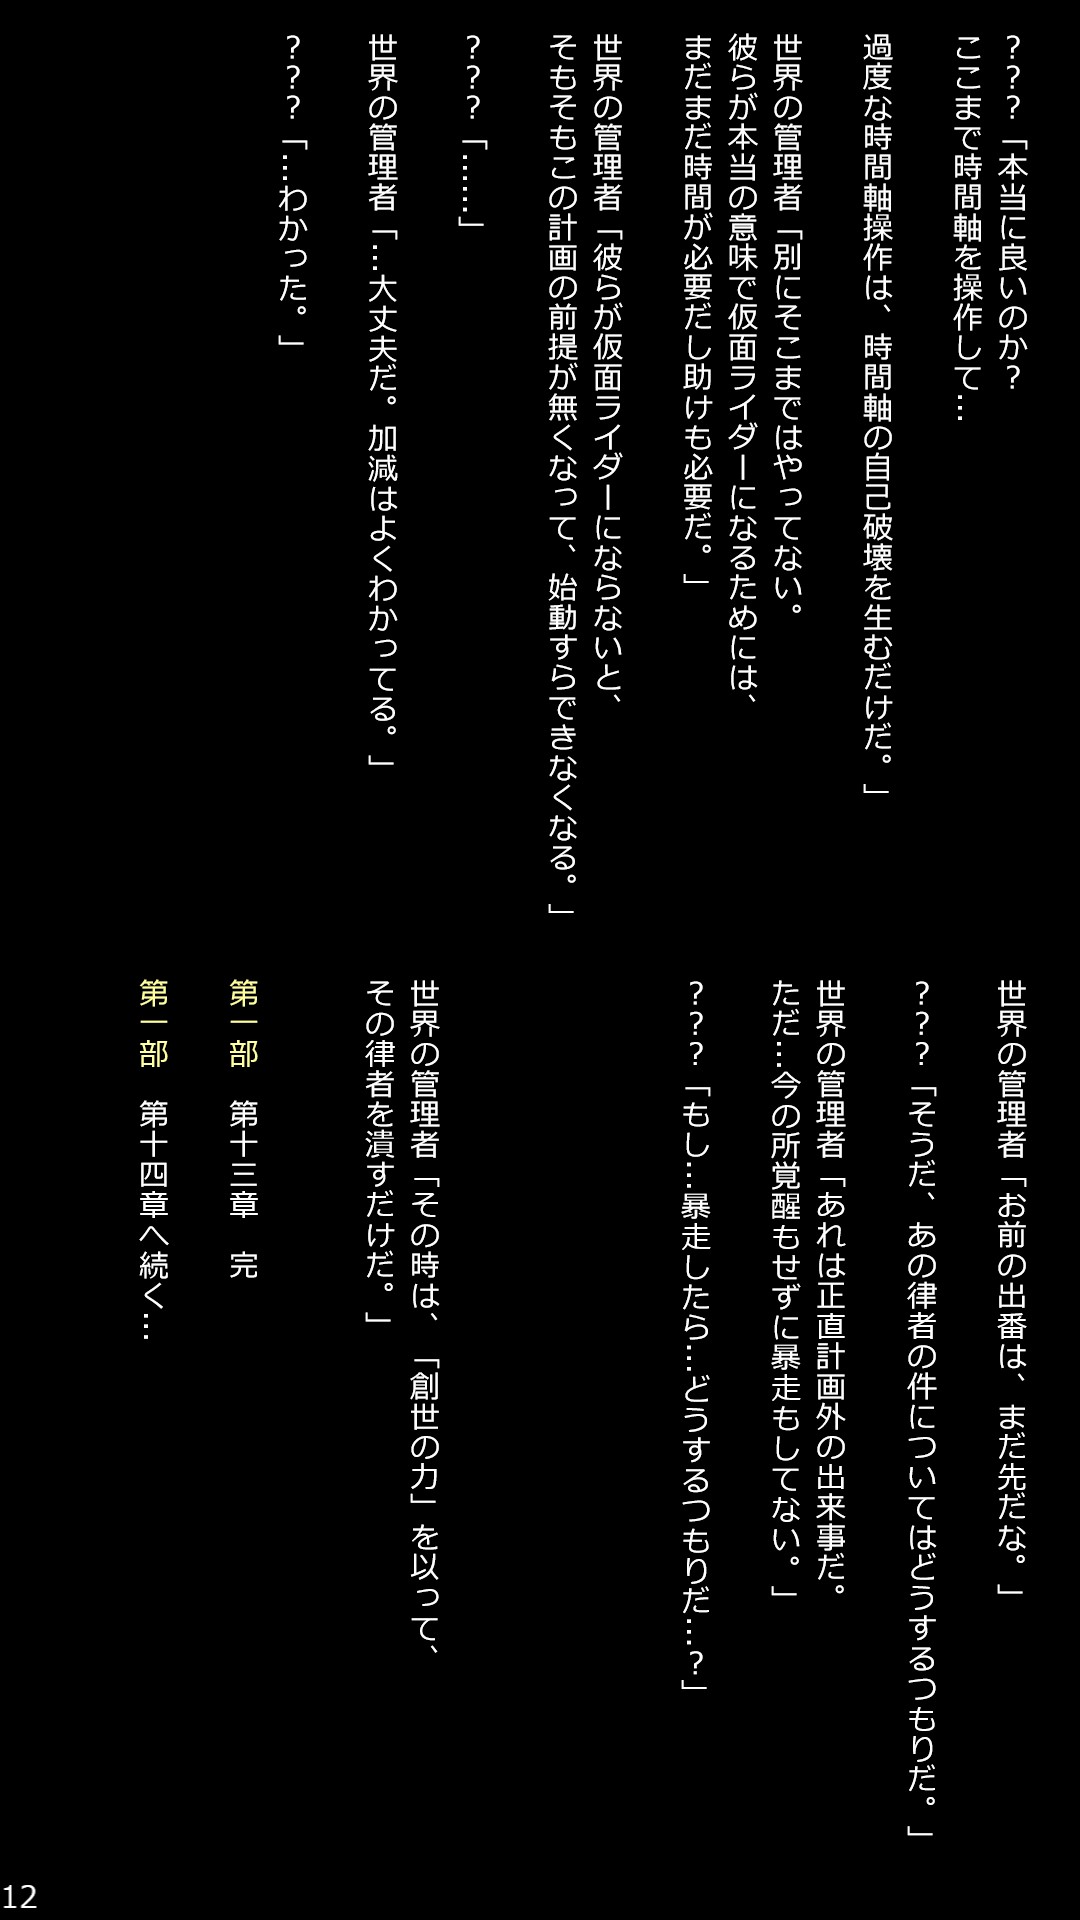 ？？？「本当に良いのか？
ここまで時間軸を操作して…
過度な時間軸操作は、時間軸の自己破壊を生むだけだ。」
世界の管理者「別にそこまではやってない。
彼らが本当の意味で仮面ライダーになるためには、
まだまだ時間が必要だし助けも必要だ。」
世界の管理者「彼らが仮面ライダーにならないと、
そもそもこの計画の前提が無くなって、始動すらできなくなる。」
？？？「……」
世界の管理者「…大丈夫だ。加減はよくわかってる。」
？？？「…わかった。」
世界の管理者「お前の出番は、まだ先だな。」
？？？「そうだ、あの律者の件についてはどうするつもりだ。」
世界の管理者「あれは正直計画外の出来事だ。
ただ…今の所覚醒もせずに暴走もしてない。」
？？？「もし…暴走したら…どうするつもりだ…？」
世界の管理者「その時は、「創世の力」を以って、
その律者を潰すだけだ。」
第一部　第十三章　完
第一部　第十四章へ続く…
12